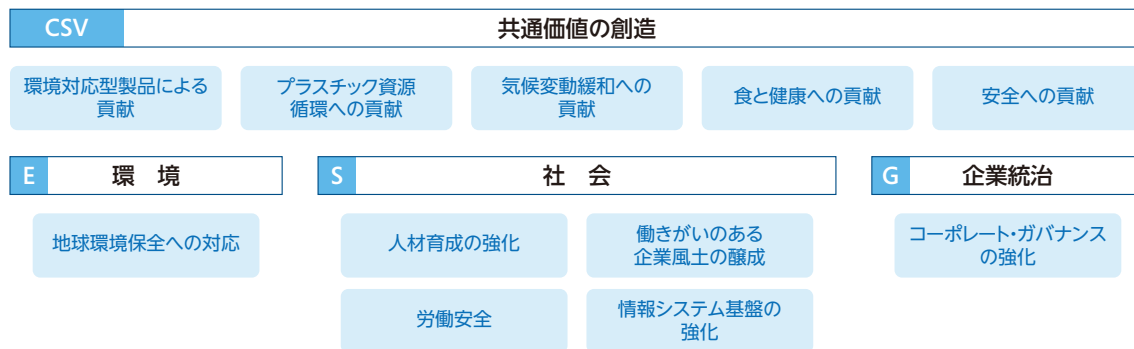 CSV 共通価値の創造
環境対応型製品による
貢献
プラスチック資源
循環への貢献
気候変動緩和への
貢献
食と健康への貢献
安全への貢献
E 環 境
地球環境保全への対応
S 社 会
人材育成の強化
働きがいのある
企業風土の醸成
労働安全
情報システム基盤の
強化
G 企業統治
コーポレート・ガバナンス
の強化